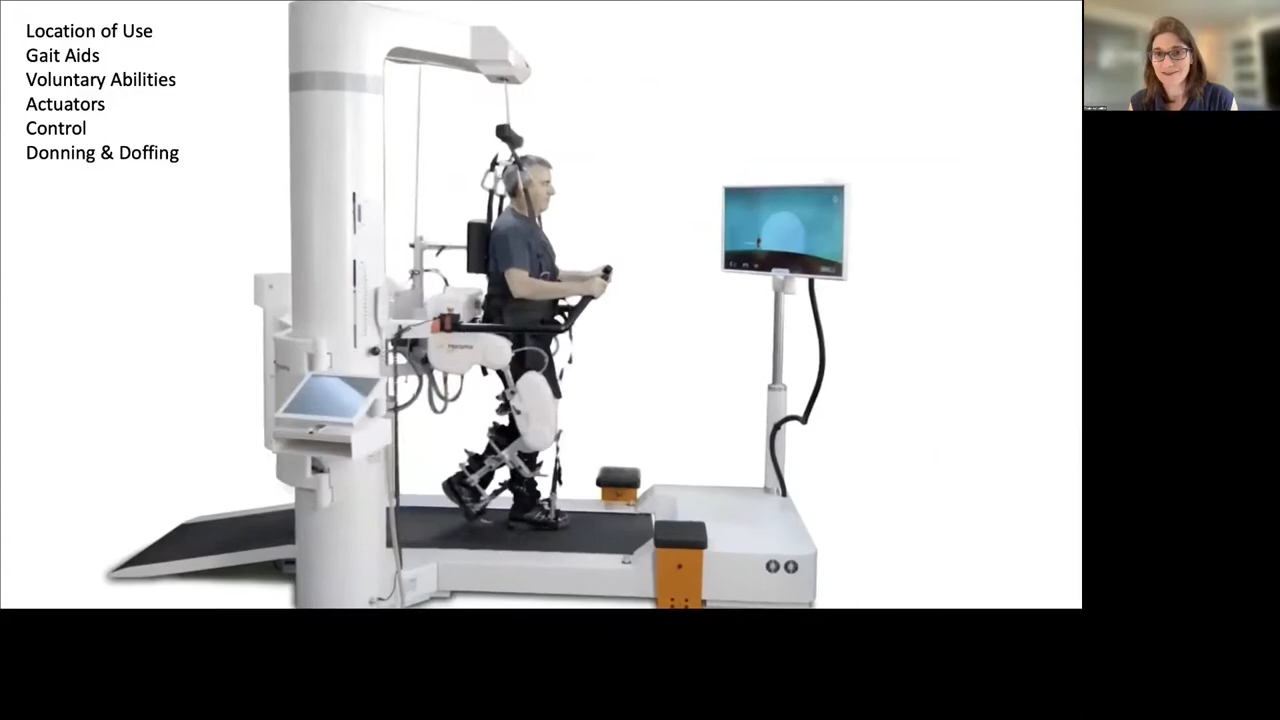 Location of Use
Gait Aids
Voluntary Abilities
Actuators
Control
Donning & Doffing